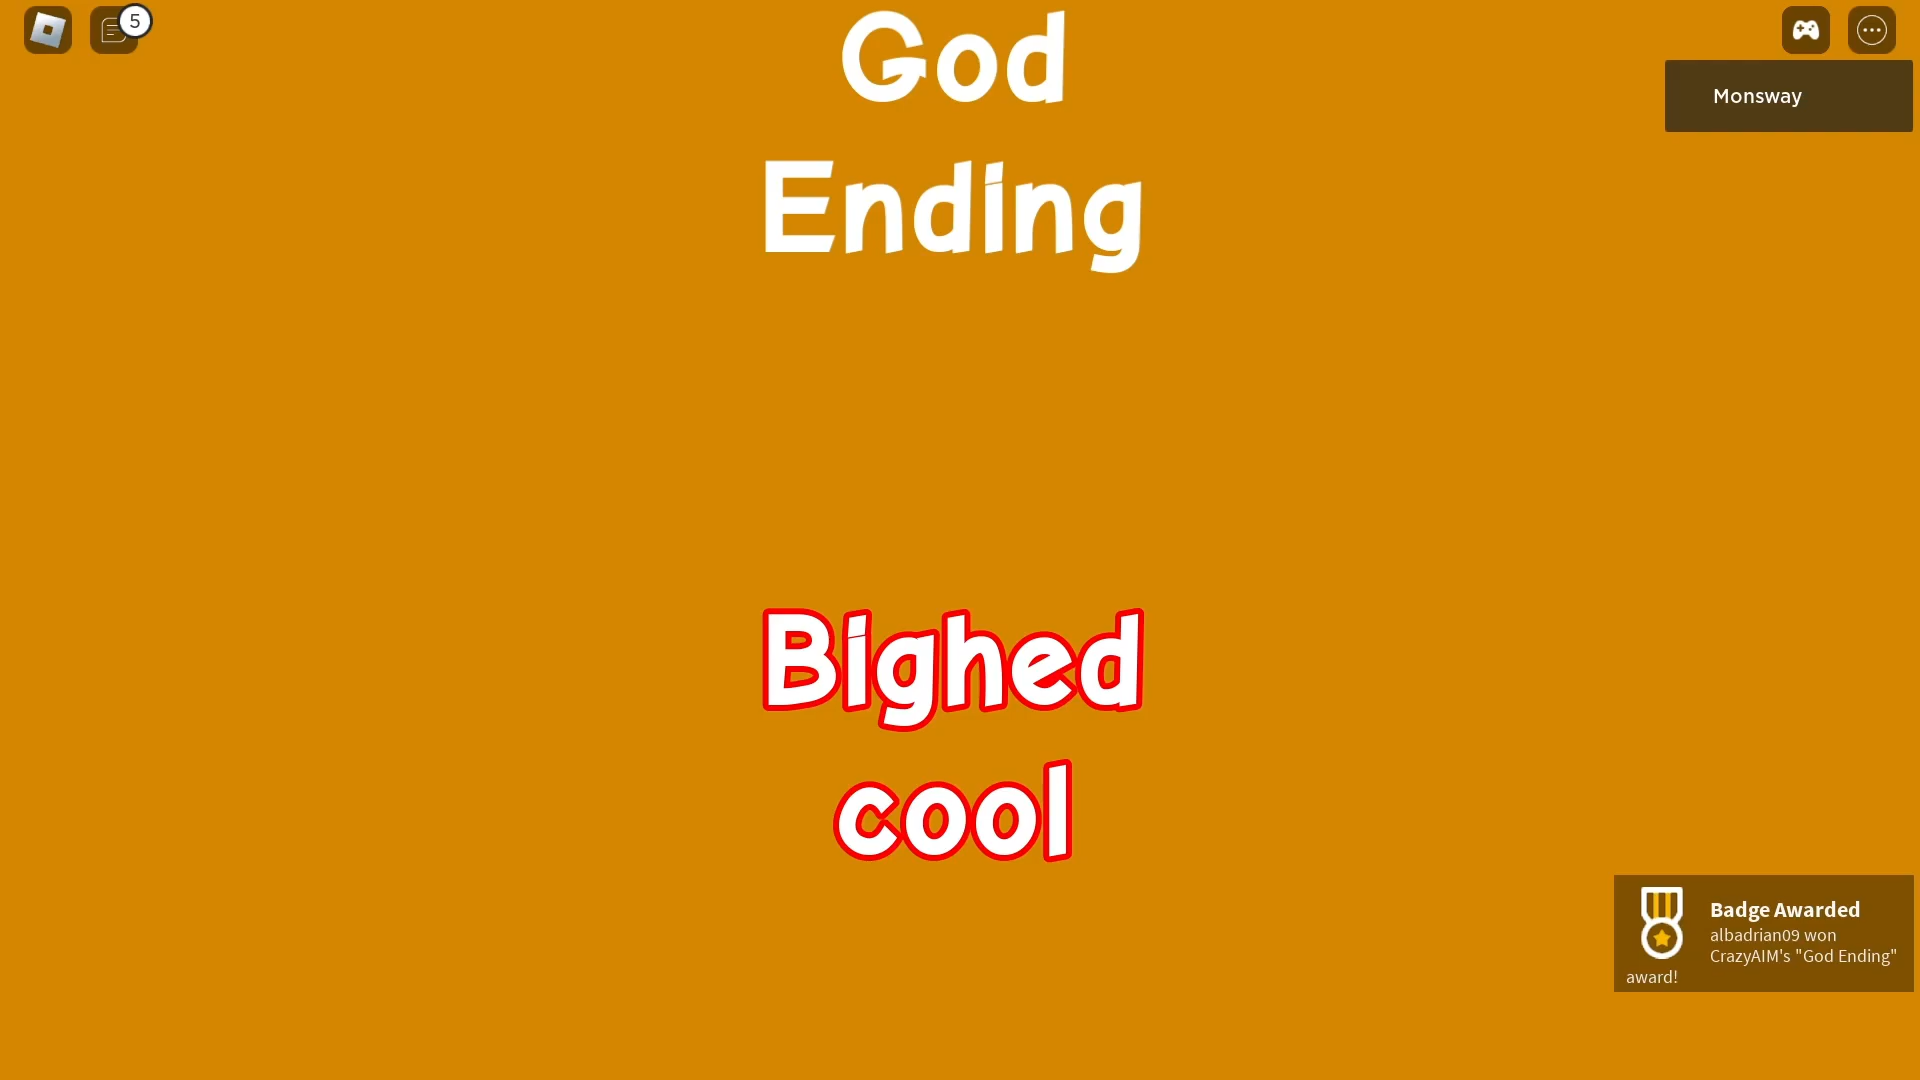 5
God
Ending
Monsway
Bighed
cool
Badge Awarded
albadrian09 won
CrazyAIM's "God Ending"
award!